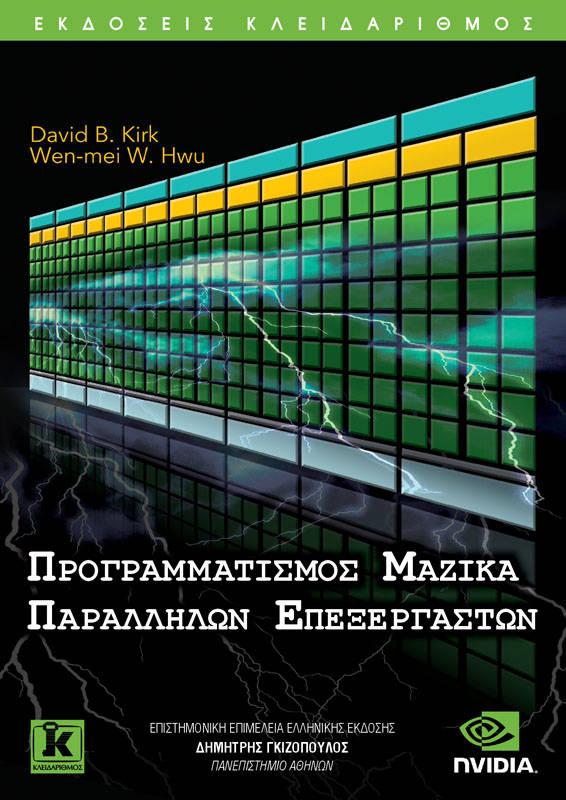 ΕΚΔΟΣΕΙΣ ΚΛΕΙΔΑΡΙΘΜΟΣ
David B. Kirk
Wen-mei W. Hwu
ΠΡΟΓΡΑΜΜΑΤΙΣΜΟΣ ΜΑΖΙΚΑ
ΠΑΡΑΛΛΗΛΩΝ ΕΠΕΞΕΡΓΑΣΤΩΝ
ΕΠΙΣΤΗΜΟΝΙΚΗ ΕΠΙΜΕΛΕΙΑ ΕΛΛΗΝΙΚΗΣ ΕΚΔΟΣΗΣ
ΔΗΜΗΤΡΗΣ ΓΚΙΖΟΠΟΥΛΟΣ
ΠΑΝΕΠΙΣΤΗΜΙΟ ΑΘΗΝΩΝ
K
ΚΛΕΙΔΑΡΙΘΜΟΣ
NVIDIA.